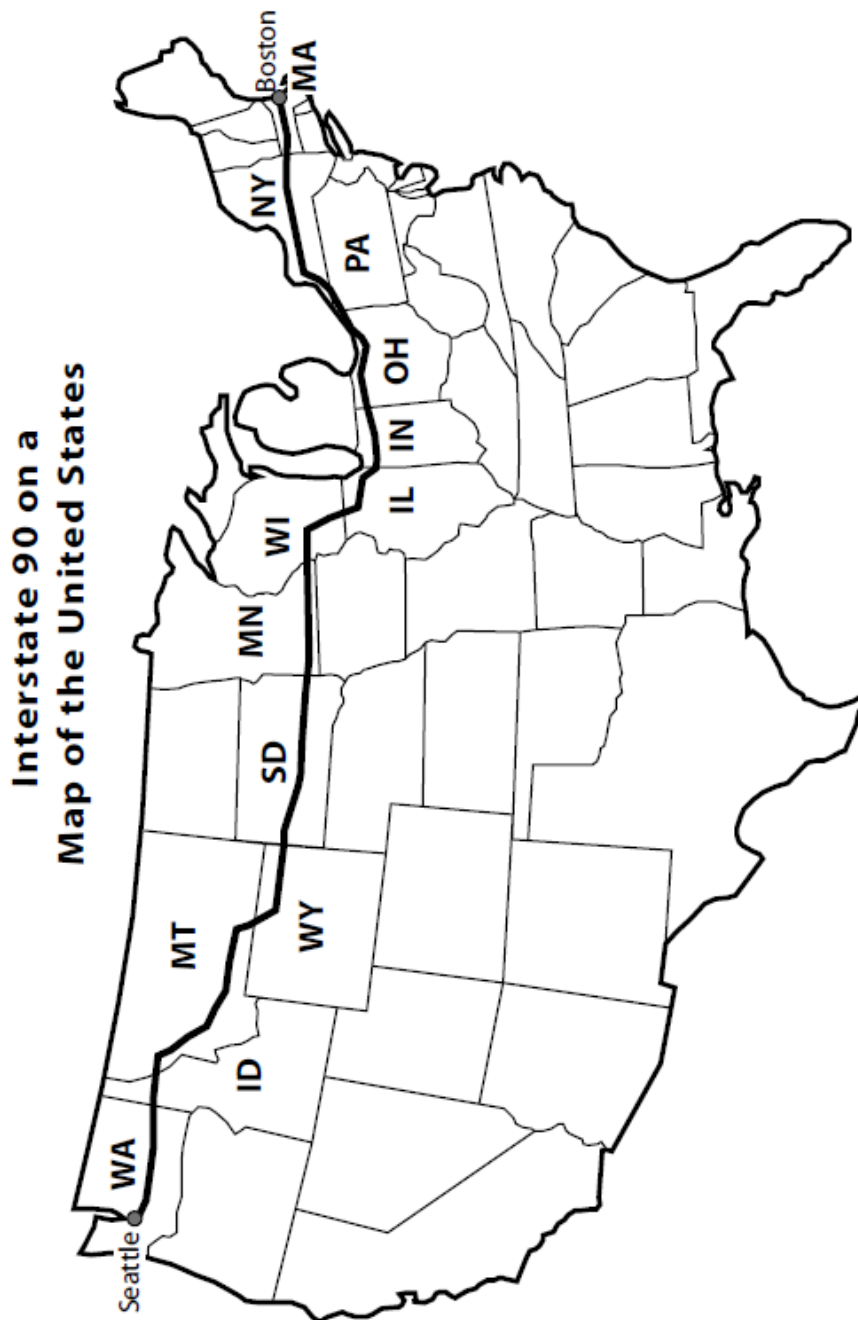 Interstate 90 on a
Map of the United States
Seattle
WA
ID
MT
WY
SD
MN
WI
IL
IN
OH
PA
NY
Boston
MA